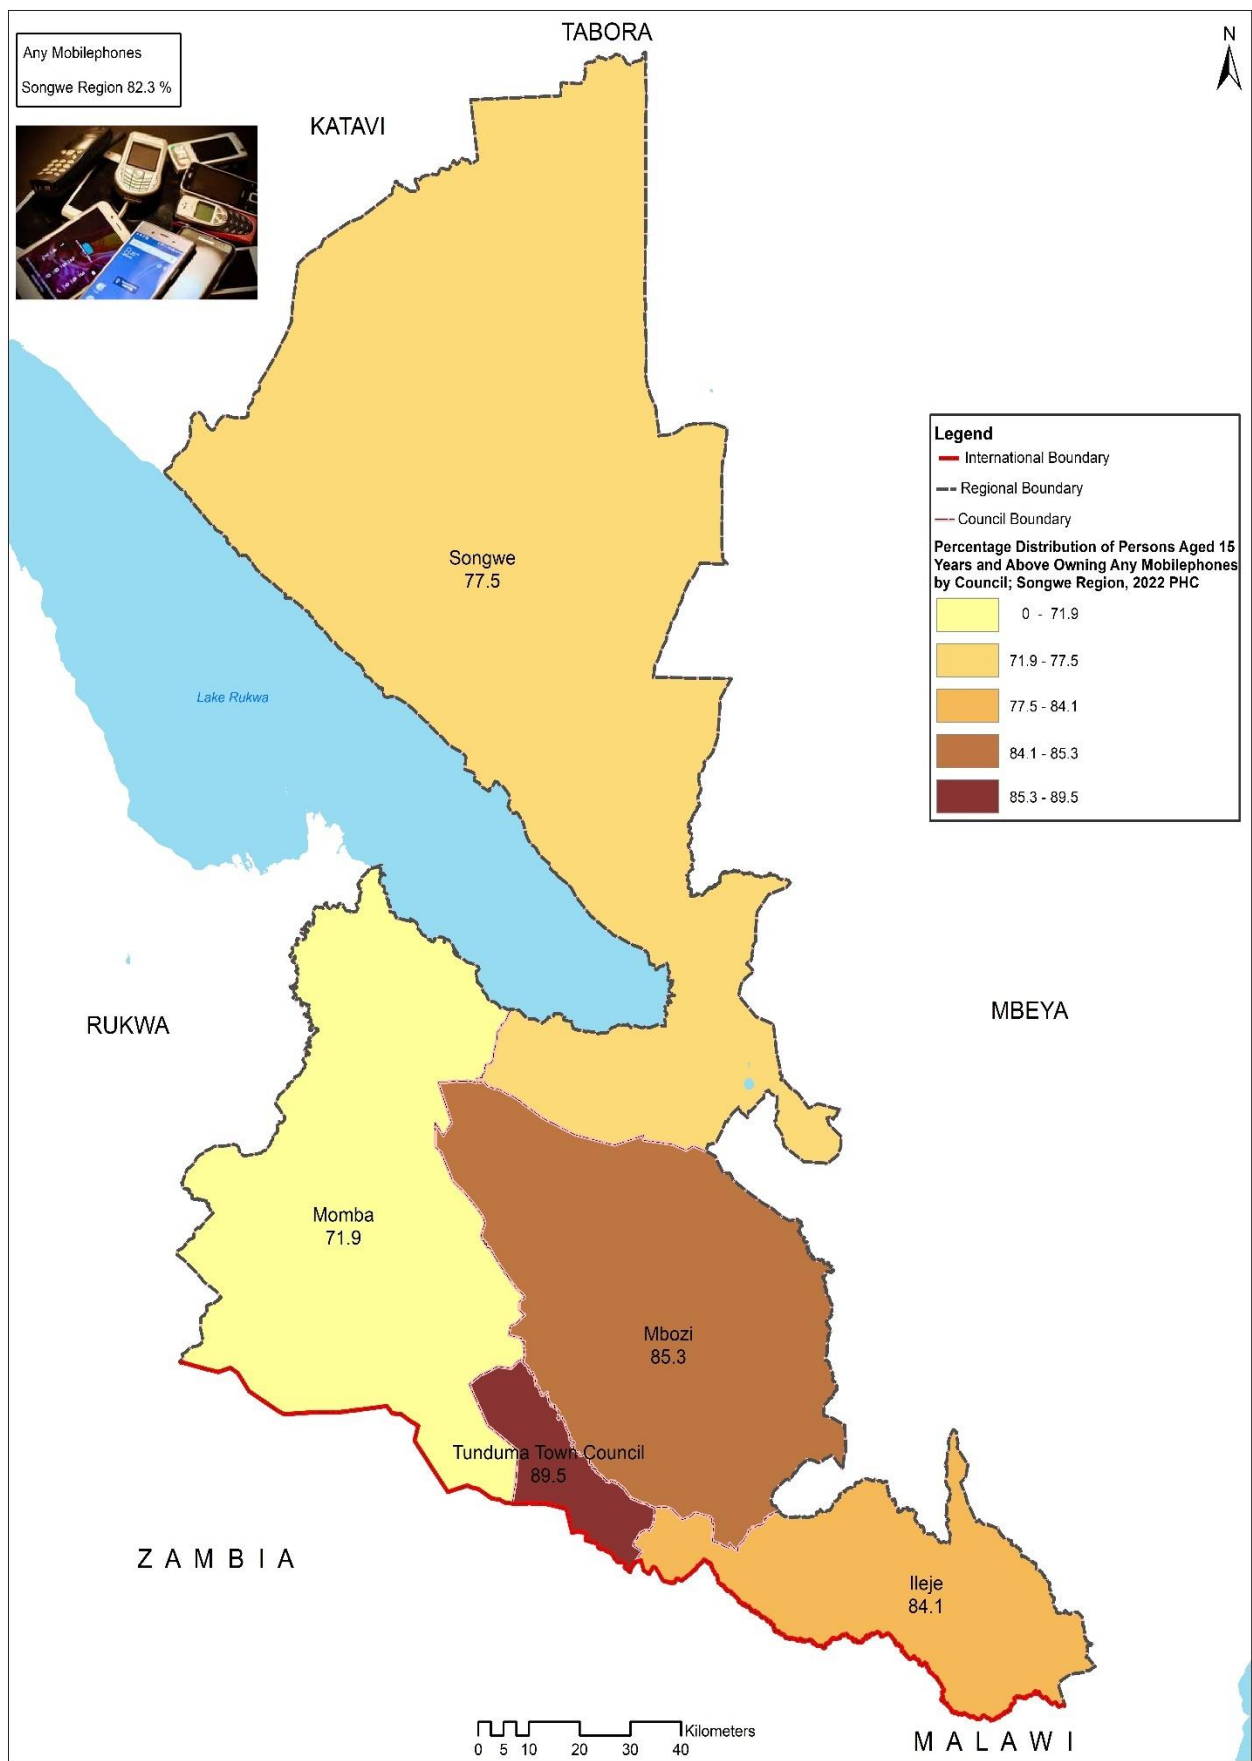 TABORA
N
Any Mobilephones
Songwe Region 82.3 %
KATAVI
Legend
International Boundary
Regional Boundary
Council Boundary
Percentage Distribution of Persons Aged 15
Years and Above Owning Any Mobilephones
by Council; Songwe Region, 2022 PHC
0 - 71.9
71.9 - 77.5
77.5 - 84.1
84.1 - 85.3
85.3 - 89.5
Songwe
77.5
Lake Rukwa
RUKWA
MBEYA
Momba
71.9
Mbozi
85.3
Tunduma Town Council
89.5
ZAMBIA
Ileje
84.1
MALAWI
Kilometers
0 5 10 20 30 40